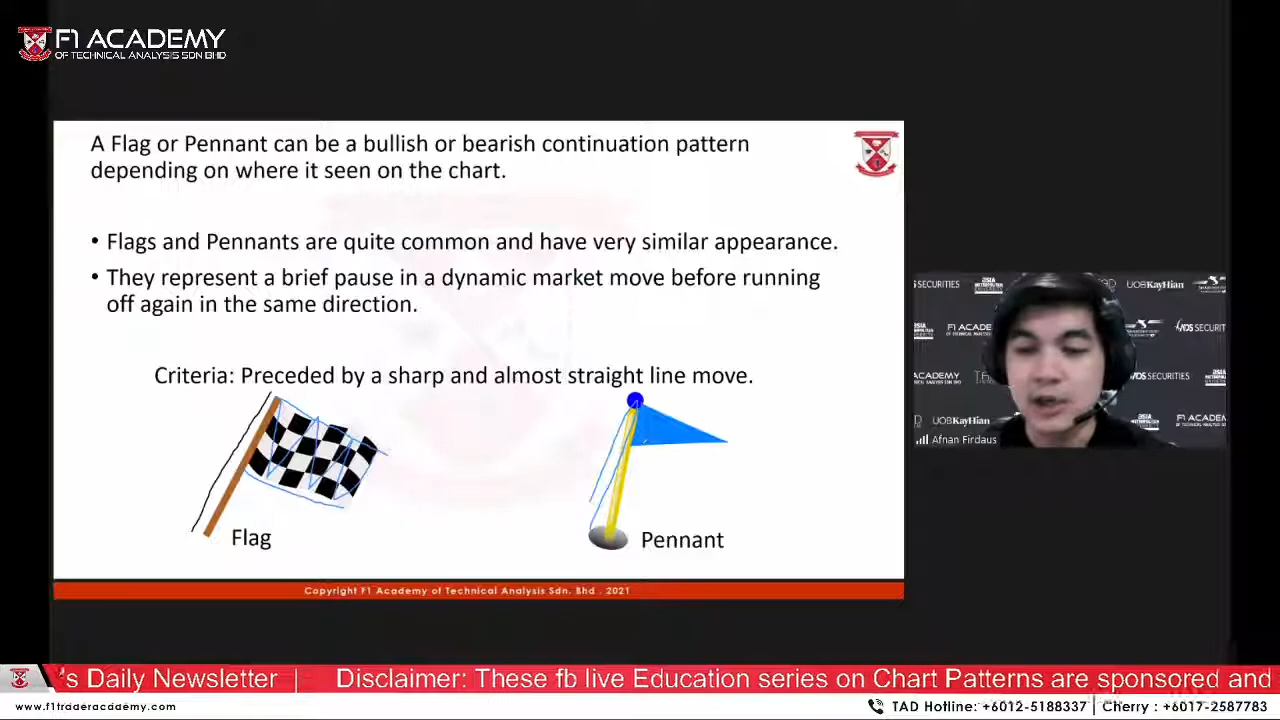 F1 ACADEMY
OF TECHNICAL ANALYSIS SDN BHD
A Flag or Pennant can be a bullish or bearish continuation pattern
depending on where it seen on the chart.
• Flags and Pennants are quite common and have very similar appearance.
• They represent a brief pause in a dynamic market move before running
off again in the same direction.
Criteria: Preceded by a sharp and almost straight line move.
Flag
Pennant
Copyright F1 Academy of Technical Analysis Sdn. Bhd . 2021
SECURITIES
UOBKayHian
F1 ACADEMY
SECURITIES
UOBKayHian
F1 ACADEMY
Afnan Firdaus
's Daily Newsletter | Disclaimer: These fb live Education series on Chart Patterns are sponsored and
www.f1traderacademy.com
TAD Hotline: +6012-5188337 | Cherry : +6017-2587783